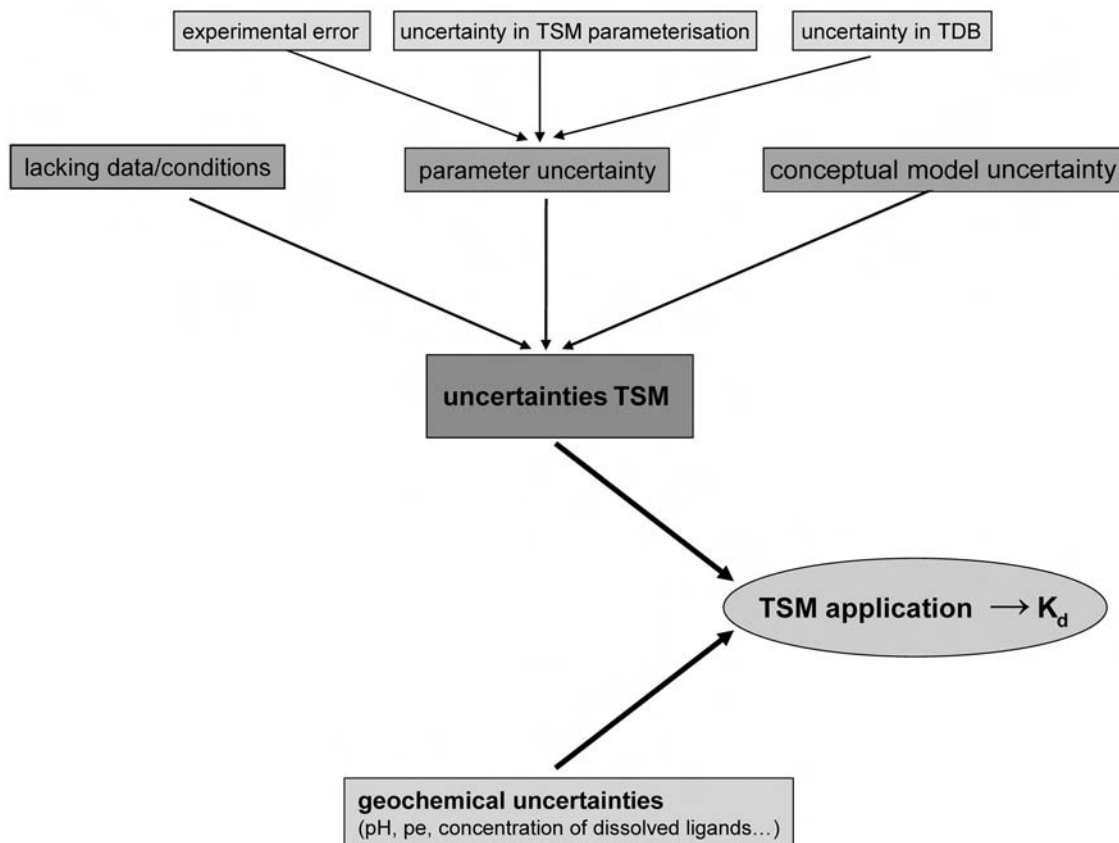 experimental error
uncertainty in TSM parameterisation
uncertainty in TDB
lacking data/conditions
parameter uncertainty
conceptual model uncertainty
uncertainties TSM
TSM application → Kd
geochemical uncertainties
(pH, pe, concentration of dissolved ligands...)